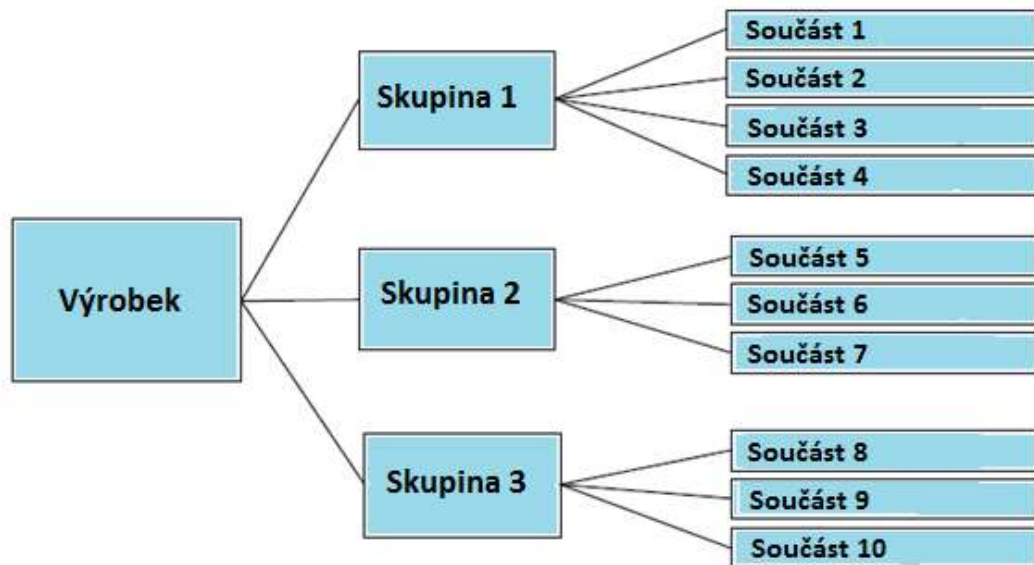 Výrobek
Skupina 1
Součást 1
Součást 2
Součást 3
Součást 4
Skupina 2
Součást 5
Součást 6
Součást 7
Skupina 3
Součást 8
Součást 9
Součást 10